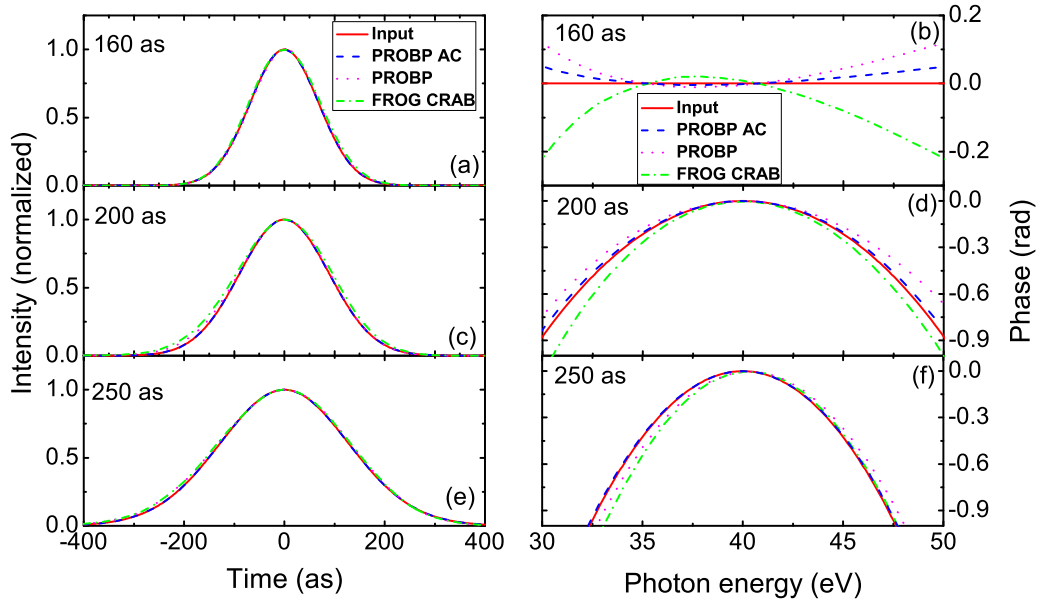 160 as
Input
PROBP AC
PROBP
FROG CRAB
(a)
1.0
0.5
0.0
200 as
(c)
1.0
0.5
0.0
250 as
(e)
1.0
0.5
0.0
-400 -200 0 200 400
Time (as)
Intensity (normalized)
160 as
(b)
Input
PROBP AC
PROBP
FROG CRAB
0.2
0.0
-0.2
200 as
(d)
0.0
-0.3
-0.6
-0.9
250 as
(f)
0.0
-0.3
-0.6
-0.9
30 35 40 45 50
Photon energy (eV)
Phase (rad)